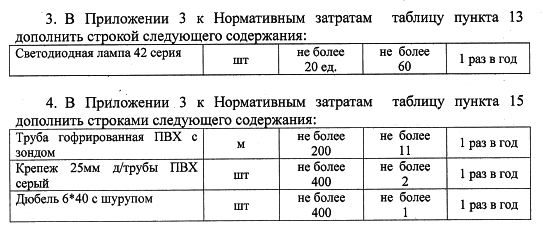 3. В Приложении 3 к Нормативным затратам таблицу пункта 13
дополнить строкой следующего содержания:
Светодиодная лампа 42 серия шт не более 20 ед. не более 60 1 раз в год
4. В Приложении 3 к Нормативным затратам таблицу пункта 15
дополнить строками следующего содержания:
Труба гофрированная ПВХ с зондом м не более 200 не более 11 1 раз в год
Крепеж 25мм д/трубы ПВХ серый шт не более 400 не более 2 1 раз в год
Дюбель 6*40 с шурупом шт не более 400 не более 1 1 раз в год